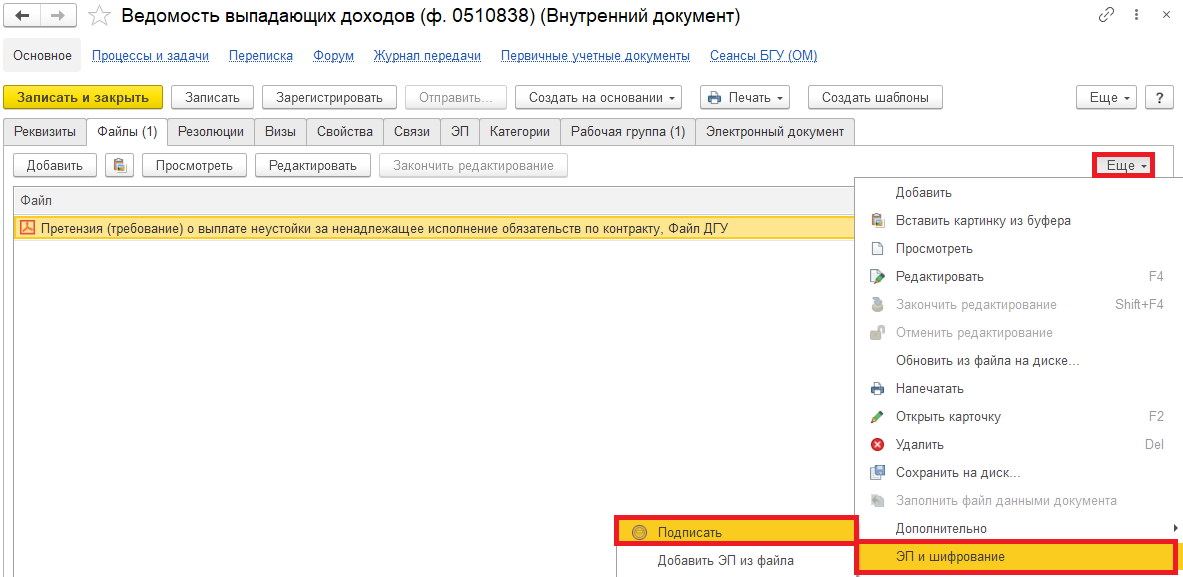 Ведомость выпадающих доходов (ф. 0510838) (Внутренний документ)
Основное Процессы и задачи Переписка Форум Журнал передачи Первичные учетные документы Сеансы БГУ (ОМ)
Записать и закрыть Записать Зарегистрировать Отправить... Создать на основании Печать Создать шаблоны Еще ?
Реквизиты Файлы (1) Резолюции Визы Свойства Связи ЭП Категории Рабочая группа (1) Электронный документ
Добавить Просмотреть Редактировать Закончить редактирование Еще
Файл
Претензия (требование) о выплате неустойки за ненадлежащее исполнение обязательств по контракту, Файл ДГУ
Добавить
Вставить картинку из буфера
Просмотреть
Редактировать F4
Закончить редактирование Shift+F4
Отменить редактирование
Обновить из файла на диске...
Напечатать
Открыть карточку F2
Удалить Del
Сохранить на диск...
Заполнить файл данными документа
Дополнительно
ЭП и шифрование
Подписать
Добавить ЭП из файла